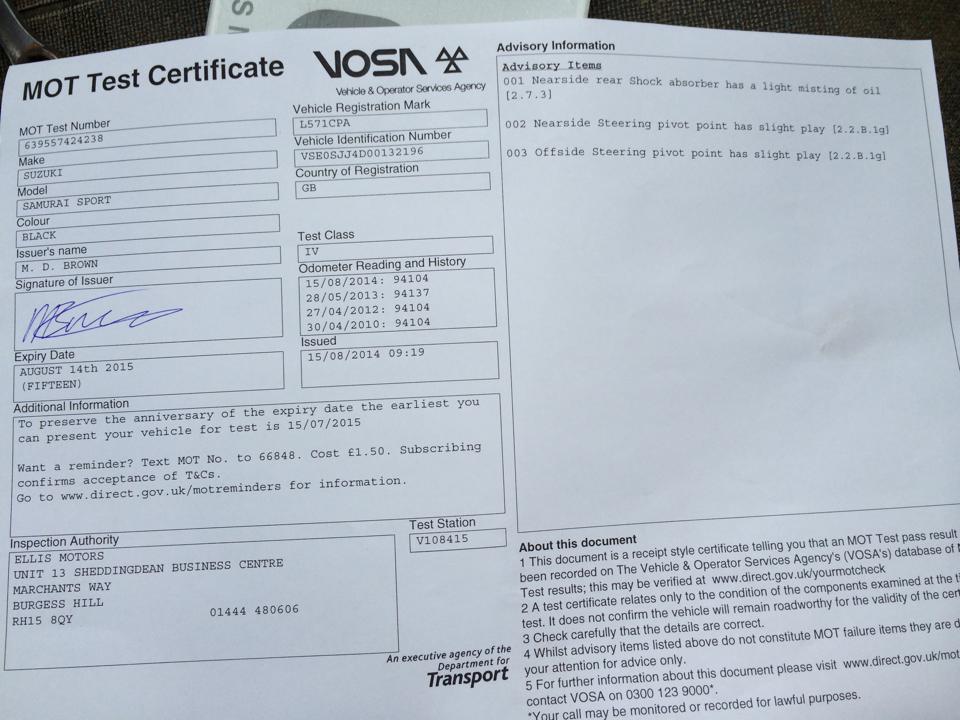 MOT Test Certificate
VOSA
Vehicle & Operator Services Agency
MOT Test Number
639557424238
Make
SUZUKI
Model
SAMURAI SPORT
Colour
BLACK
Issuer's name
M. D. BROWN
Signature of Issuer
Expiry Date
AUGUST 14th 2015
(FIFTEEN)
Vehicle Registration Mark
L571CPA
Vehicle Identification Number
VSE0SJJ4D00132196
Country of Registration
GB
Test Class
IV
Odometer Reading and History
15/08/2014: 94104
28/05/2013: 94137
27/04/2012: 94104
30/04/2010: 94104
Issued
15/08/2014 09:19
Additional Information
To preserve the anniversary of the expiry date the earliest you
can present your vehicle for test is 15/07/2015
Want a reminder? Text MOT No. to 66848. Cost £1.50. Subscribing
confirms acceptance of T&Cs.
Go to www.direct.gov.uk/motreminders for information.
Inspection Authority
ELLIS MOTORS
UNIT 13 SHEDDINGDEAN BUSINESS CENTRE
MARCHANTS WAY
BURGESS HILL
RH15 8QY 01444 480606
Test Station
V108415
An executive agency of the
Department for
Transport
Advisory Information
Advisory Items
001 Nearside rear Shock absorber has a light misting of oil
[2.7.3]
002 Nearside Steering pivot point has slight play [2.2.B.1g]
003 Offside Steering pivot point has slight play [2.2.B.1g]
About this document
1 This document is a receipt style certificate telling you that an MOT Test pass result
been recorded on The Vehicle & Operator Services Agency's (VOSA's) database of
Test results; this may be verified at www.direct.gov.uk/yourmotcheck
2 A test certificate relates only to the condition of the components examined at the
test. It does not confirm the vehicle will remain roadworthy for the validity of the
3 Check carefully that the details are correct.
4 Whilst advisory items listed above do not constitute MOT failure items they are
your attention for advice only.
5 For further information about this document please visit www.direct.gov.uk/mot
contact VOSA on 0300 123 9000*.
*Your call may be monitored or recorded for lawful purposes.